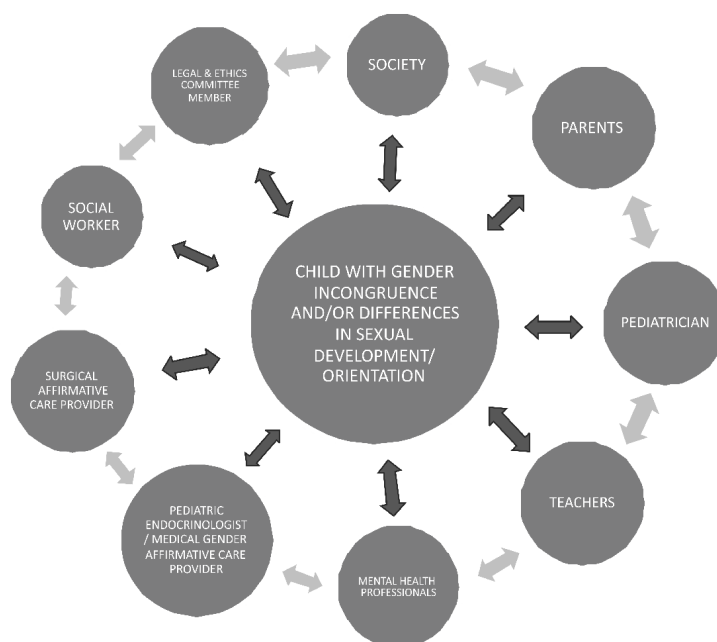 SOCIETY
LEGAL & ETHICS
COMMITTEE
MEMBER
PARENTS
SOCIAL
WORKER
CHILD WITH GENDER
INCONGRUENCE
AND/OR DIFFERENCES
IN SEXUAL
DEVELOPMENT/
ORIENTATION
PEDIATRICIAN
SURGICAL
AFFIRMATIVE
CARE PROVIDER
TEACHERS
PEDIATRIC
ENDOCRINOLOGIST
/ MEDICAL GENDER
AFFIRMATIVE CARE
PROVIDER
MENTAL HEALTH
PROFESSIONALS